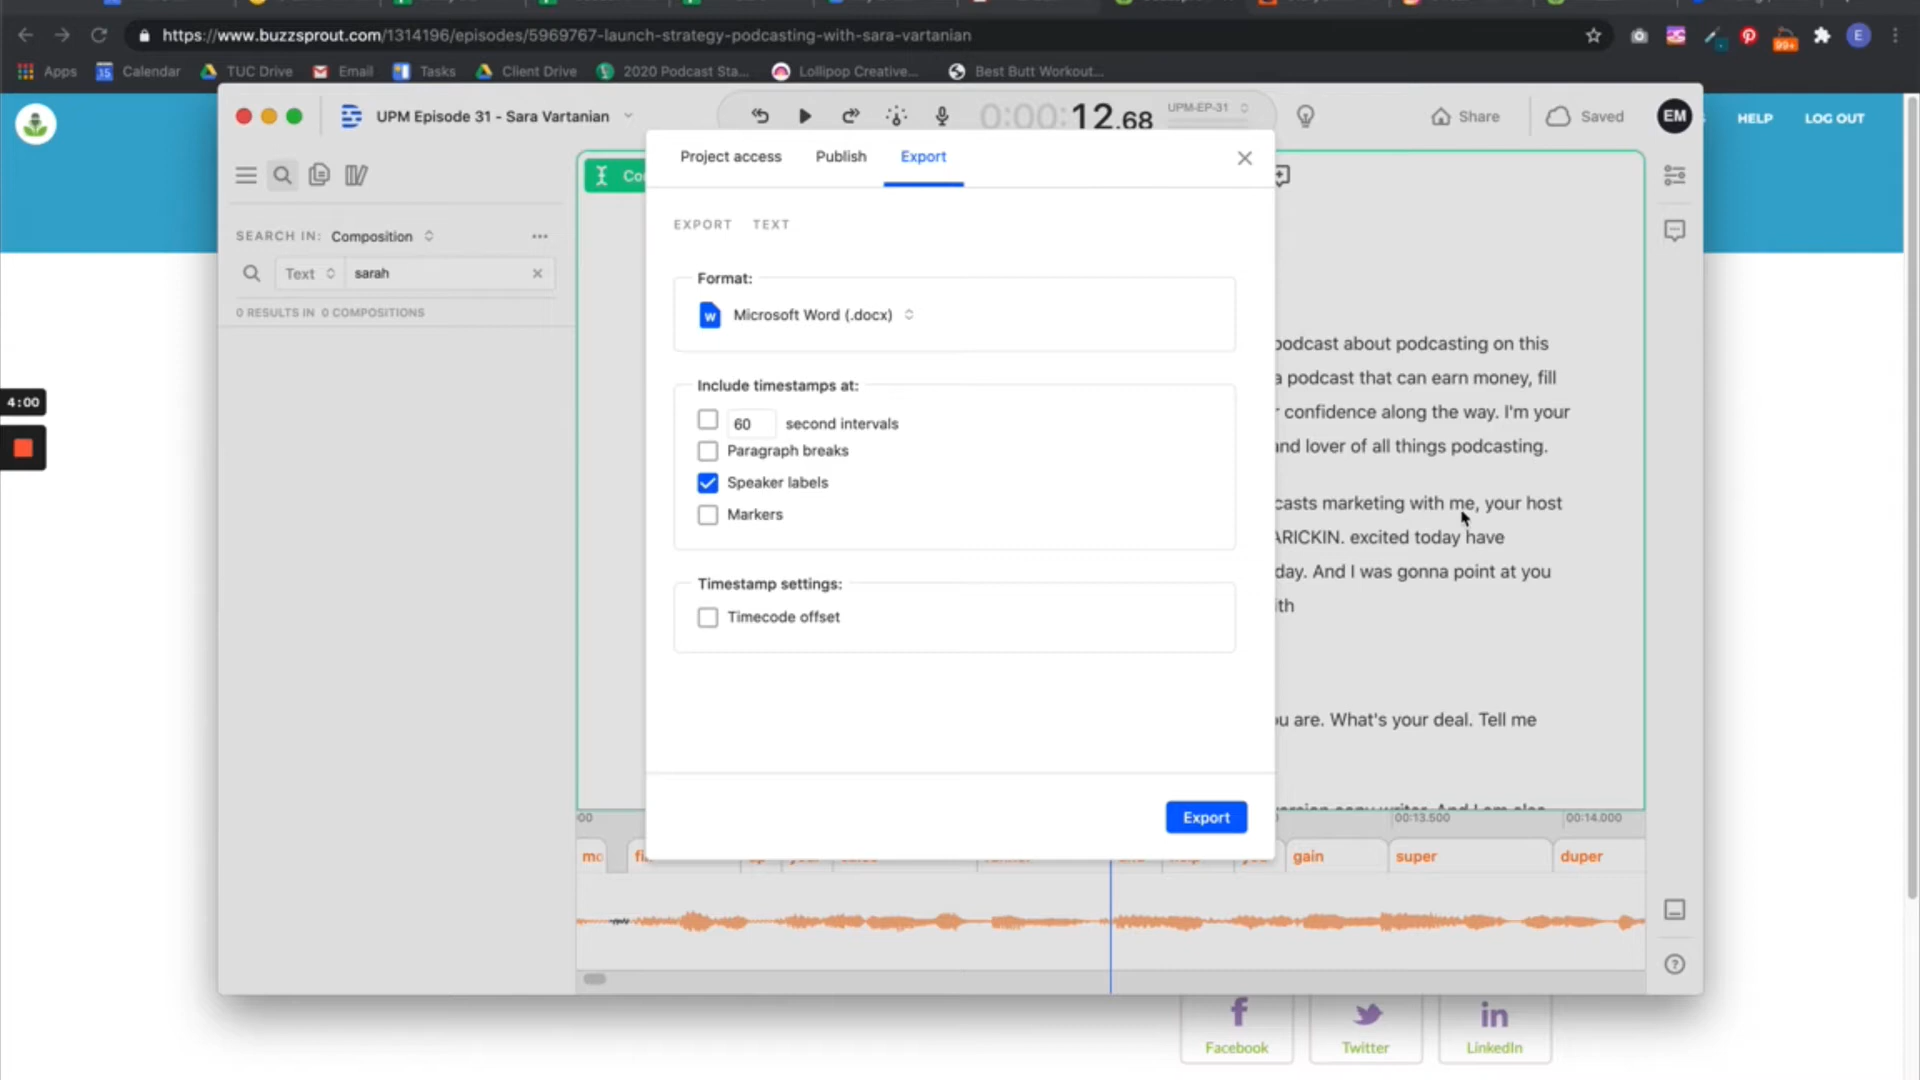 https://www.buzzsprout.com/1314196/episodes/5969767-launch-strategy-podcasting-with-sara-vartanian
E
99+
Apps
15
Calendar
TUC Drive
Email
Tasks
Client Drive
2020 Podcast Sta...
Lollipop Creative...
Best Butt Workout...
UPM Episode 31 - Sara Vartanian
0:00:12.68
UPM-EP-31
Share
Saved
EM
HELP
LOG OUT
Project access
Publish
Export
SEARCH IN: Composition
Text
sarah
0 RESULTS IN 0 COMPOSITIONS
EXPORT TEXT
Format:
W
Microsoft Word (.docx)
Include timestamps at:
60 second intervals
Paragraph breaks
Speaker labels
Markers
Timestamp settings:
Timecode offset
Export
podcast about podcasting on this
a podcast that can earn money, fill
confidence along the way. I'm your
and lover of all things podcasting.
casts marketing with me, your host
ARICKIN. excited today have
day. And I was gonna point at you
ith
ou are. What's your deal. Tell me
4:00
00:13.500
00:14.000
gain
super
duper
Facebook
Twitter
in
LinkedIn